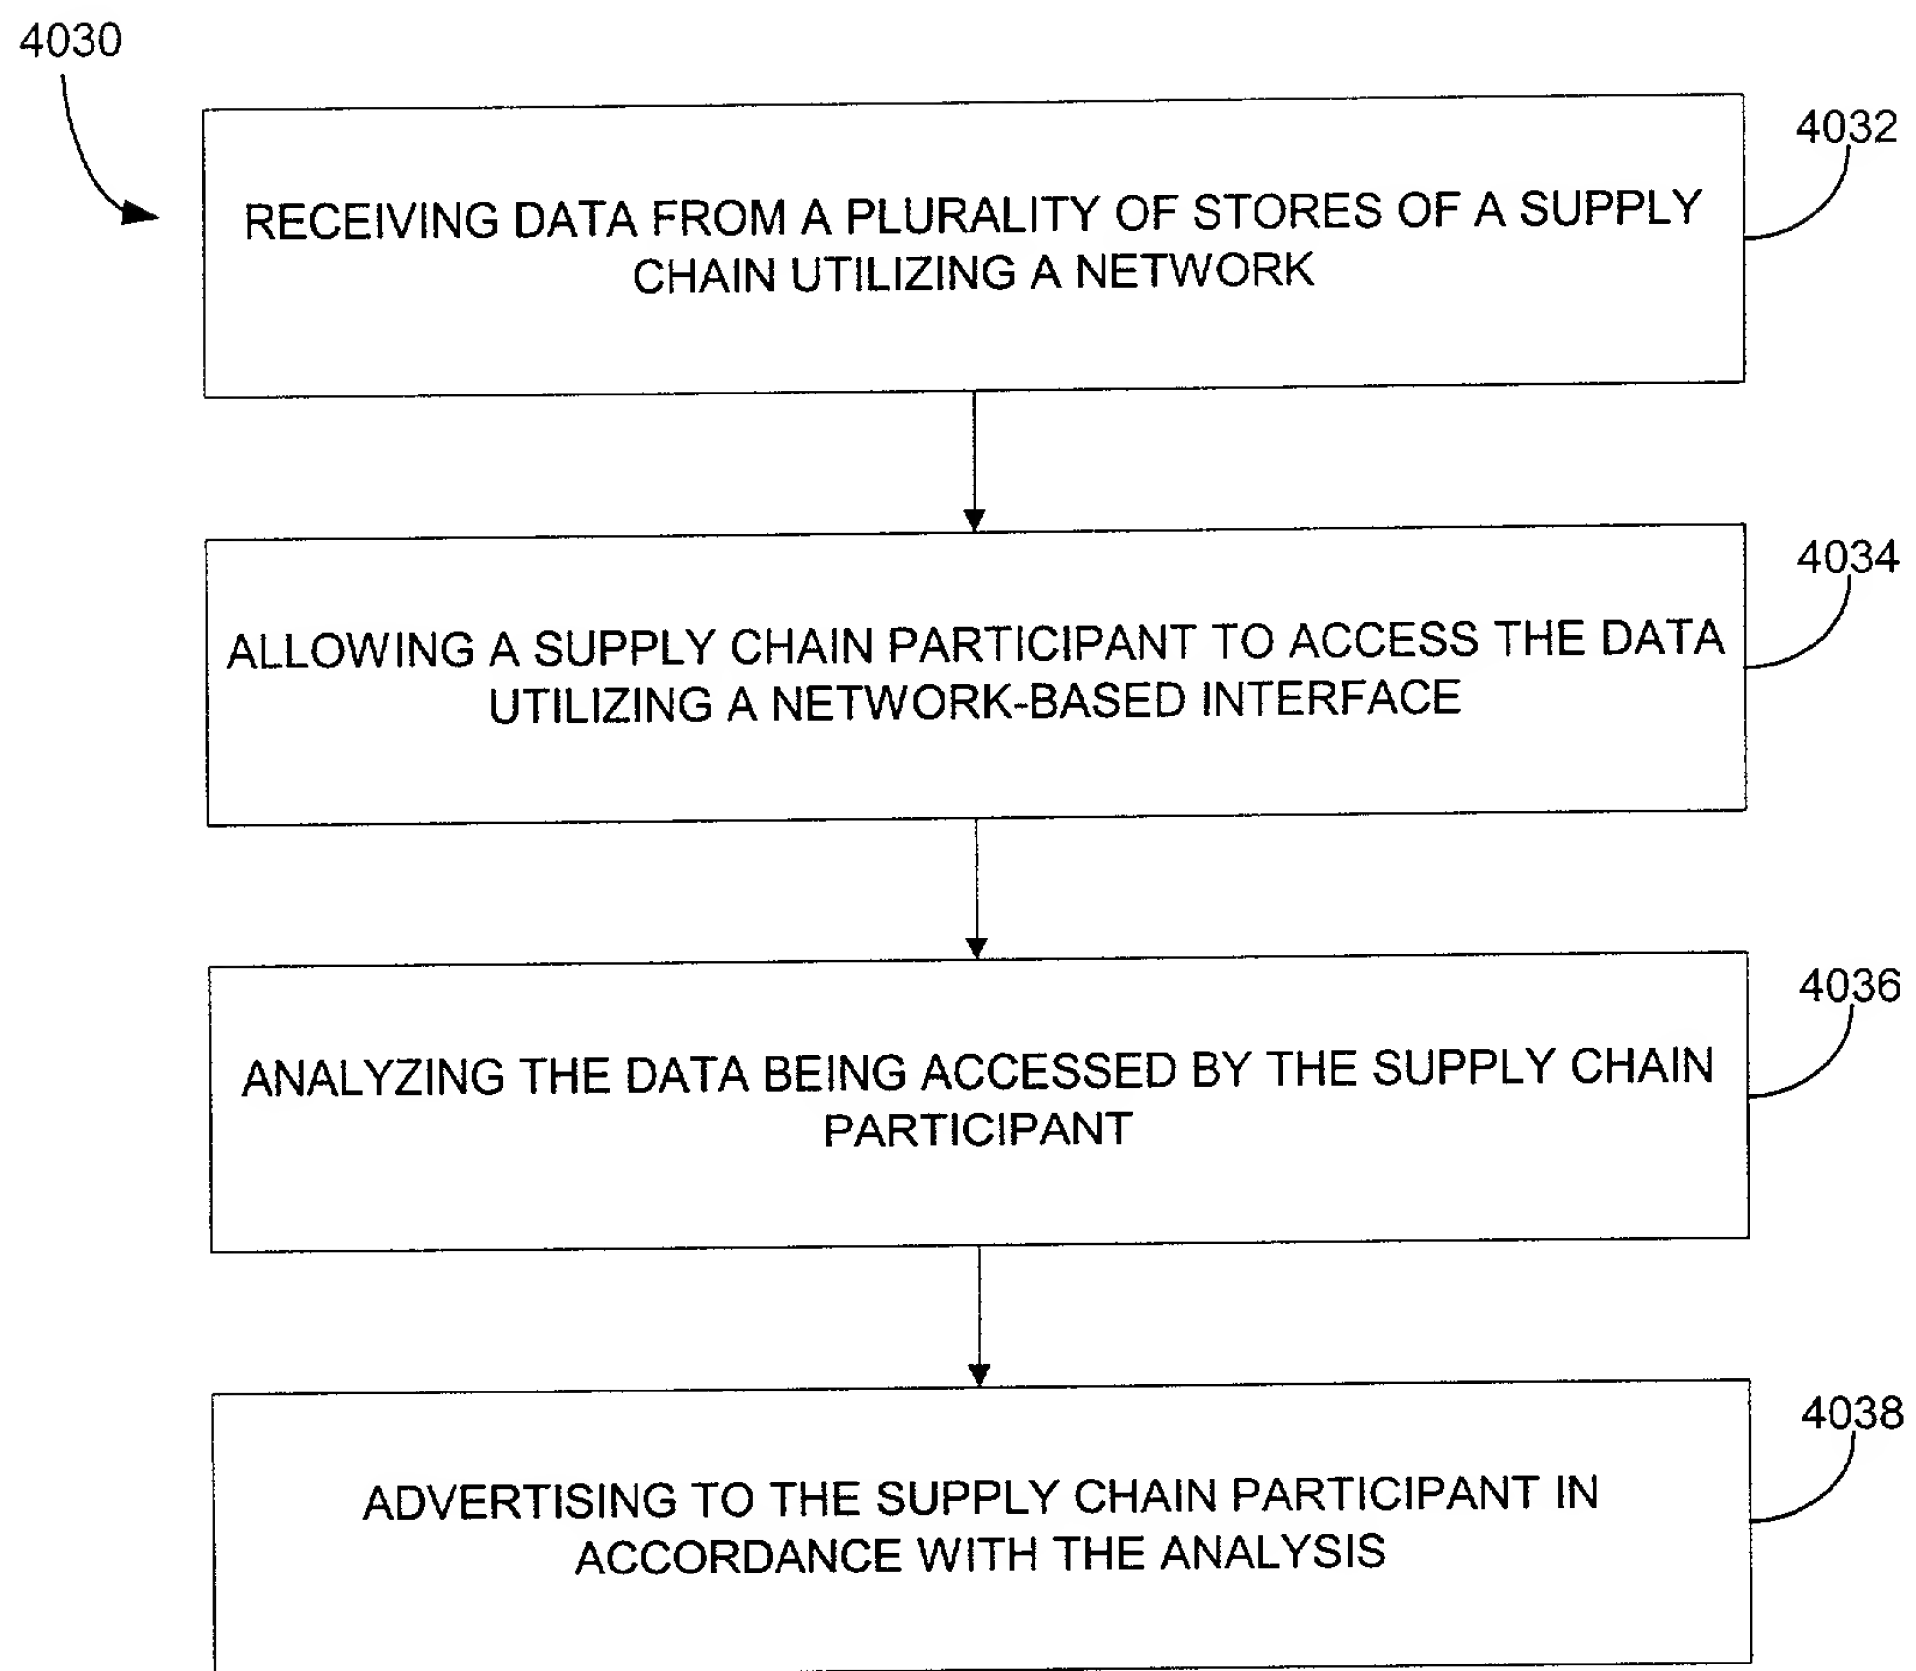 4030
4032
RECEIVING DATA FROM A PLURALITY OF STORES OF A SUPPLY
CHAIN UTILIZING A NETWORK
4034
ALLOWING A SUPPLY CHAIN PARTICIPANT TO ACCESS THE DATA
UTILIZING A NETWORK-BASED INTERFACE
4036
ANALYZING THE DATA BEING ACCESSED BY THE SUPPLY CHAIN
PARTICIPANT
4038
ADVERTISING TO THE SUPPLY CHAIN PARTICIPANT IN
ACCORDANCE WITH THE ANALYSIS